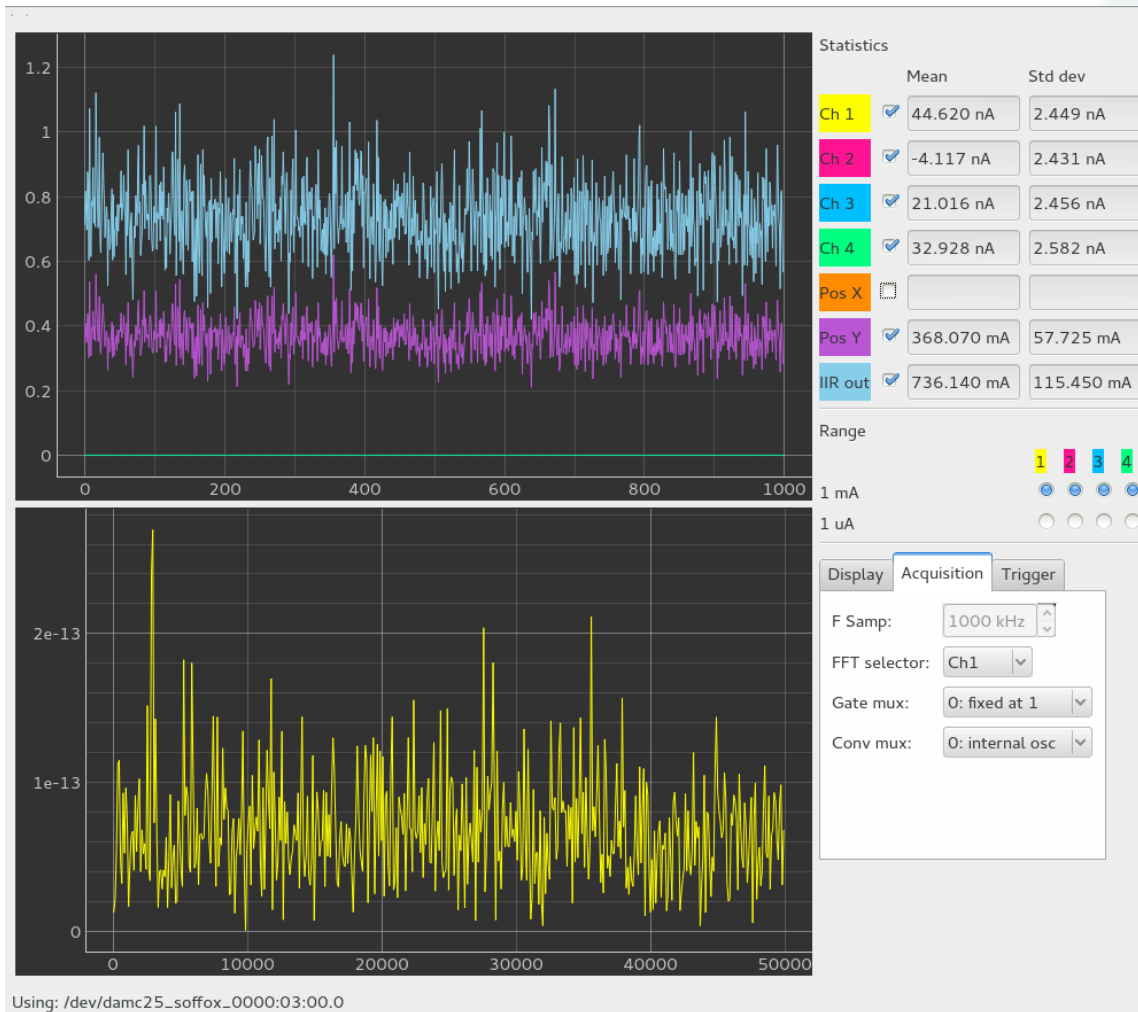 Statistics
Mean Std dev
Ch 1 44.620 nA 2.449 nA
Ch 2 -4.117 nA 2.431 nA
Ch 3 21.016 nA 2.456 nA
Ch 4 32.928 nA 2.582 nA
Pos X
Pos Y 368.070 mA 57.725 mA
IIR out 736.140 mA 115.450 mA
1.2
1
0.8
0.6
0.4
0.2
0
0 200 400 600 800 1000
Range
1 2 3 4
1 mA
1 uA
2e-13
1e-13
0
0 10000 20000 30000 40000 50000
Display Acquisition Trigger
F Samp: 1000 kHz
FFT selector: Ch1
Gate mux: 0: fixed at 1
Conv mux: 0: internal osc
Using: /dev/damc25_soffox_0000:03:00.0